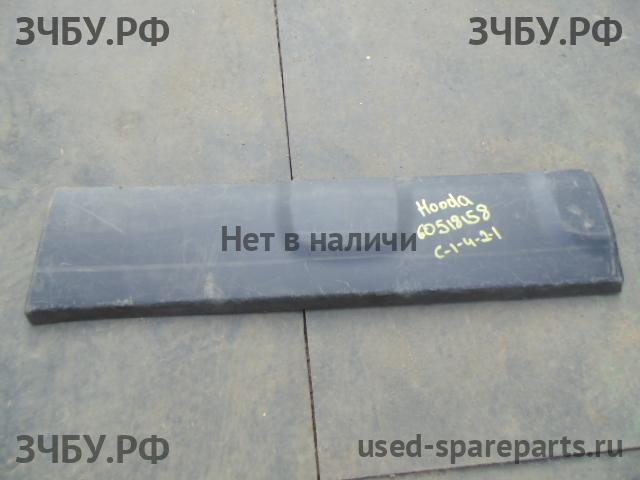 ЗЧБУ.РФ
ЗЧБУ.РФ
Hooda
60518158
C-1-4-2-1
Нет в наличи
ЗЧБУ.РФ
used-spareparts.ru